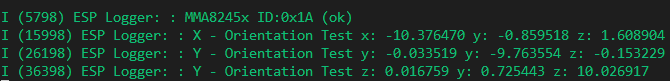 I (5798) ESP Logger: : MMA8245x ID:0x1A (ok)
I (15998) ESP Logger: : X - Orientation Test x: -10.376470 y: -0.859518 z: 1.608904
I (26198) ESP Logger: : Y - Orientation Test y: -0.033519 y: -9.763554 z: -0.153229
I (36398) ESP Logger: : Y - Orientation Test z: 0.016759 y: 0.725443 z: 10.026917